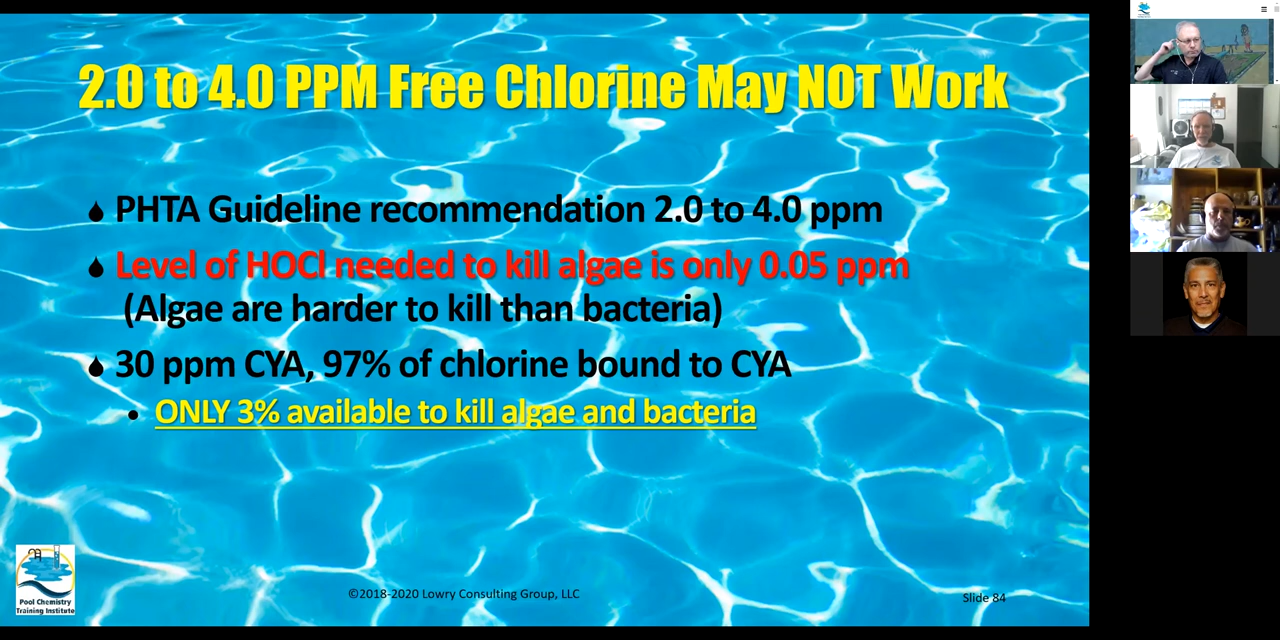 2.0 to 4.0 PPM Free Chlorine May NOT Work
PHTA Guideline recommendation 2.0 to 4.0 ppm
Level of HOCl needed to kill algae is only 0.05 ppm
(Algae are harder to kill than bacteria)
30 ppm CYA, 97% of chlorine bound to CYA
ONLY 3% available to kill algae and bacteria
Pool Chemistry
Training Institute
©2018-2020 Lowry Consulting Group, LLC
Slide 84